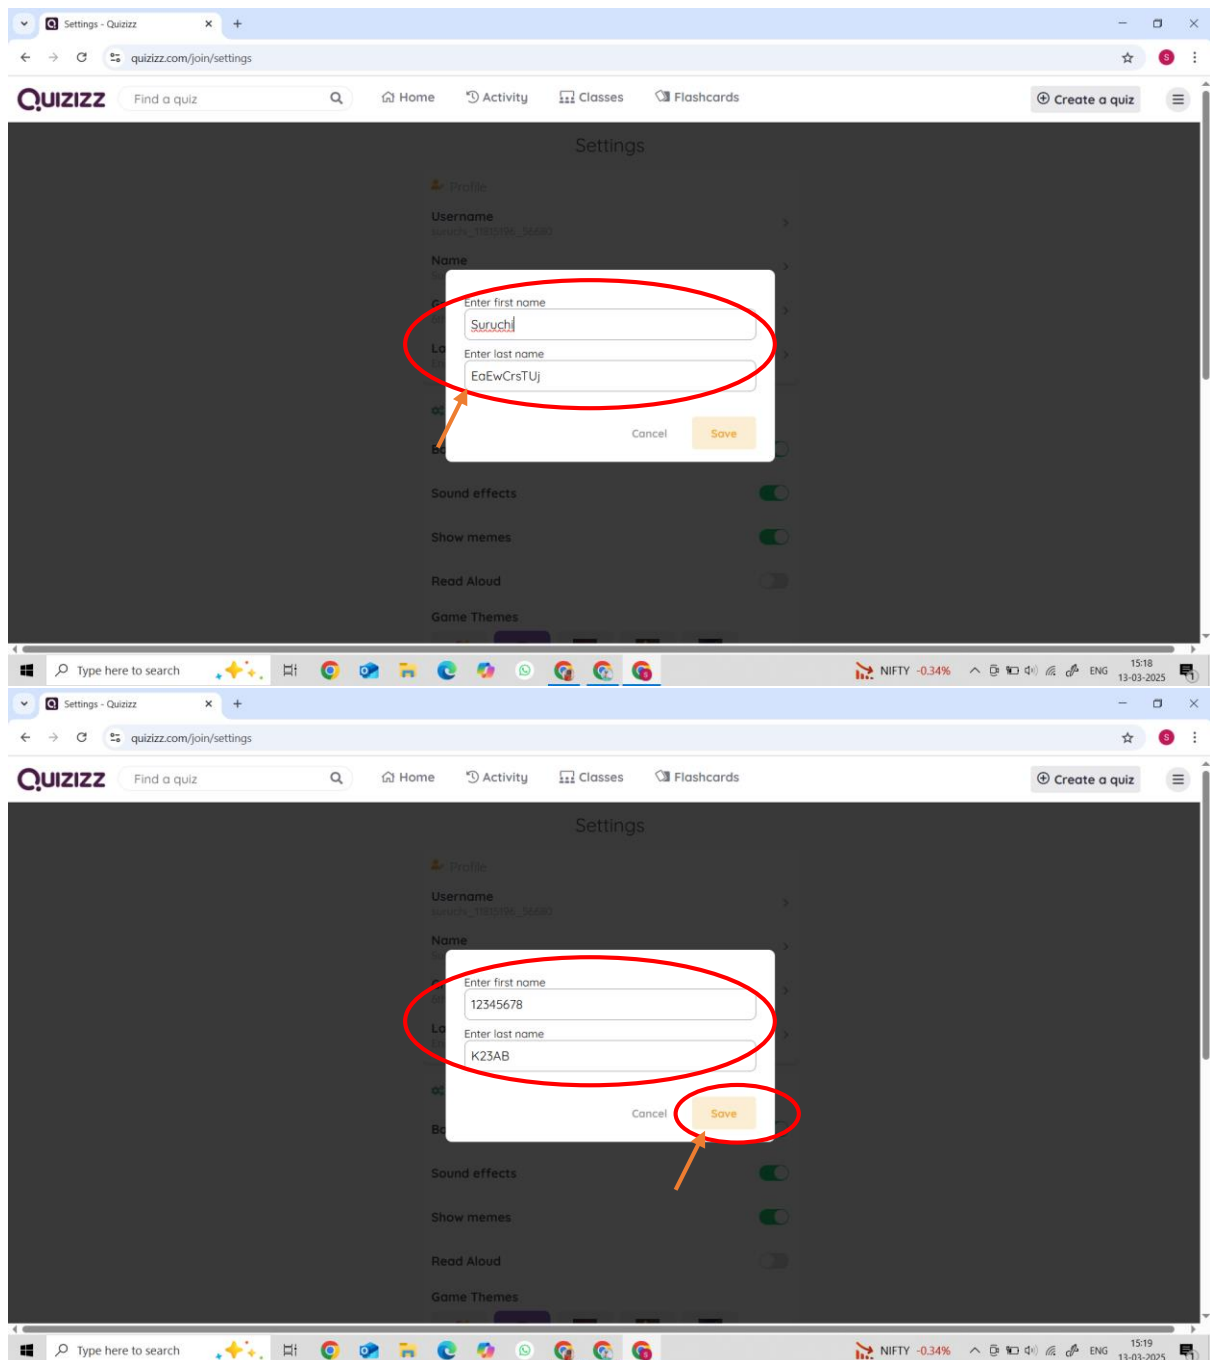 Settings - Quizizz
quizizz.com/join/settings
QUIZIZZ Find a quiz Home Activity Classes Flashcards Create a quiz
Settings
Profile
Username
Name
Enter first name
Suruchi
Enter last name
EaEwCrsTUj
Cancel Save
Sound effects
Show memes
Read Aloud
Game Themes
Type here to search NIFTY -0.34% ENG 15:18
13-03-2025
Settings - Quizizz
quizizz.com/join/settings
QUIZIZZ Find a quiz Home Activity Classes Flashcards Create a quiz
Settings
Profile
Username
Name
Enter first name
12345678
Enter last name
K23AB
Cancel Save
Sound effects
Show memes
Read Aloud
Game Themes
Type here to search NIFTY -0.34% ENG 15:19
13-03-2025